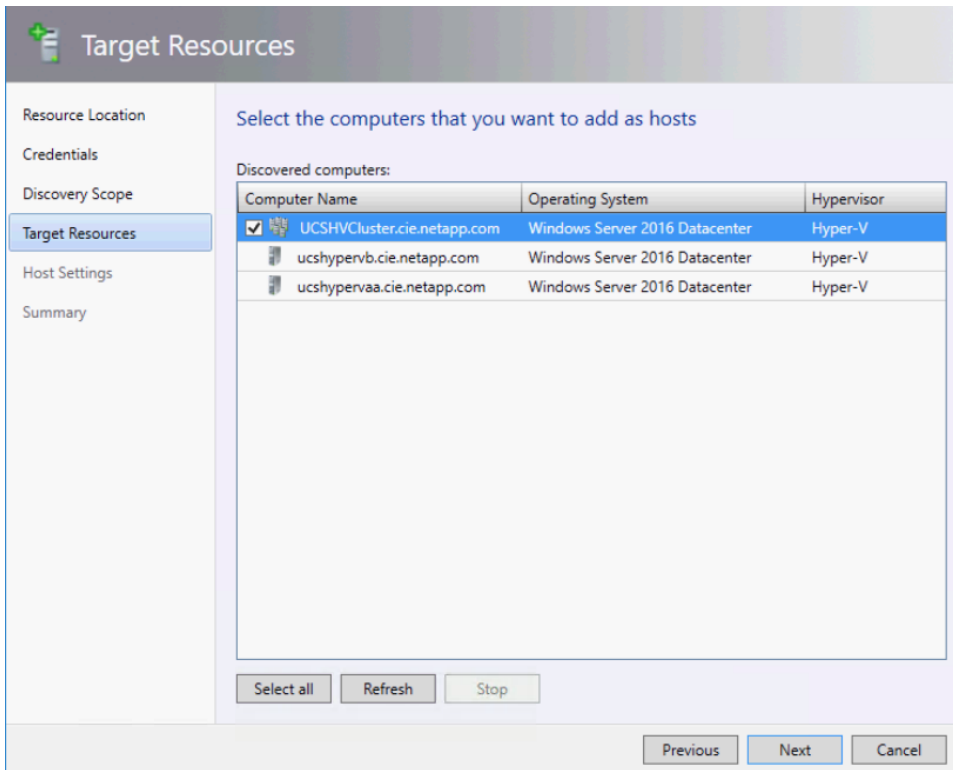 Target Resources
Resource Location
Credentials
Discovery Scope
Target Resources
Host Settings
Summary
Select the computers that you want to add as hosts
Discovered computers:
Computer Name Operating System Hypervisor
UCSHVCluster.cie.netapp.com Windows Server 2016 Datacenter Hyper-V
ucshypervb.cie.netapp.com Windows Server 2016 Datacenter Hyper-V
ucshypervaa.cie.netapp.com Windows Server 2016 Datacenter Hyper-V
Select all Refresh Stop
Previous Next Cancel